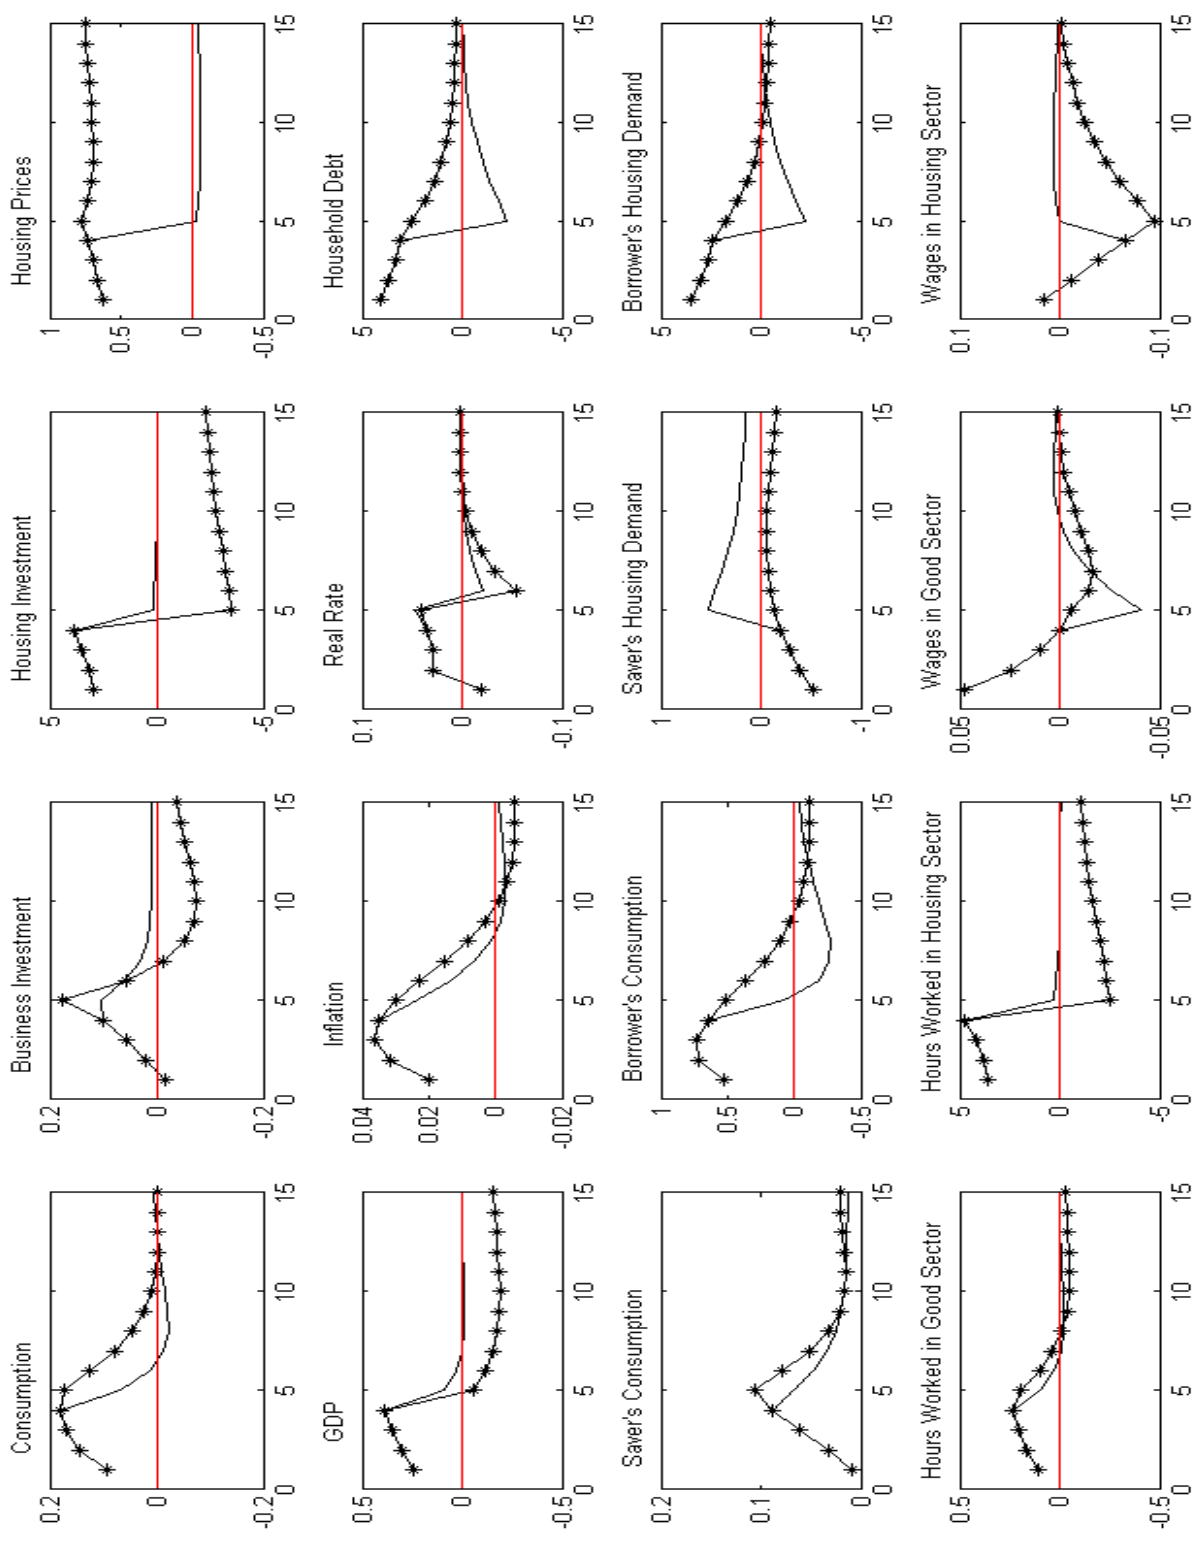 Consumption
0.2
0
-0.2
0 5 10 15
Business Investment
0.2
0
-0.2
0 5 10 15
Housing Investment
5
0
-5
0 5 10 15
Housing Prices
1
0.5
0
-0.5
0 5 10 15
GDP
0.5
0
-0.5
0 5 10 15
Inflation
0.04
0.02
0
-0.02
0 5 10 15
Real Rate
0.1
0
-0.1
0 5 10 15
Household Debt
5
0
-5
0 5 10 15
Saver's Consumption
0.2
0.1
0
0 5 10 15
Borrower's Consumption
1
0.5
0
-0.5
0 5 10 15
Saver's Housing Demand
1
0
-1
0 5 10 15
Borrower's Housing Demand
5
0
-5
0 5 10 15
Hours Worked in Good Sector
0.5
0
-0.5
0 5 10 15
Hours Worked in Housing Sector
5
0
-5
0 5 10 15
Wages in Good Sector
0.05
0
-0.05
0 5 10 15
Wages in Housing Sector
0.1
0
-0.1
0 5 10 15